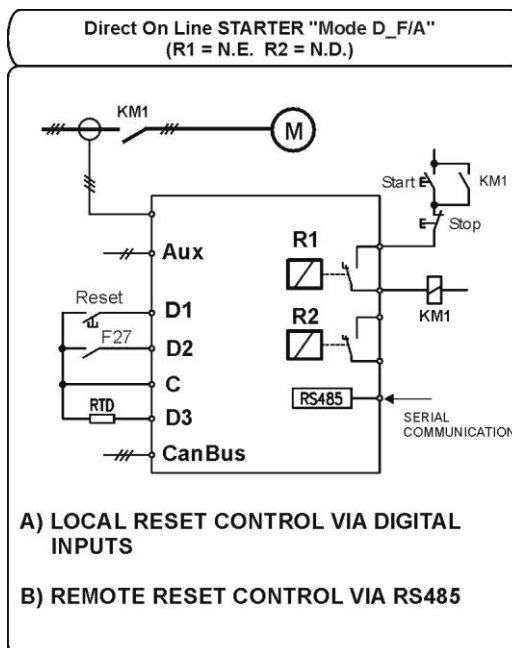 Direct On Line STARTER "Mode D_F/A"
(R1 = N.E. R2 = N.D.)
KM1
M
Start
KM1
Stop
Aux
R1
Reset
D1
KM1
F27
D2
R2
C
RTD
D3
RS485
SERIAL
COMMUNICATION
CanBus
A) LOCAL RESET CONTROL VIA DIGITAL
INPUTS
B) REMOTE RESET CONTROL VIA RS485